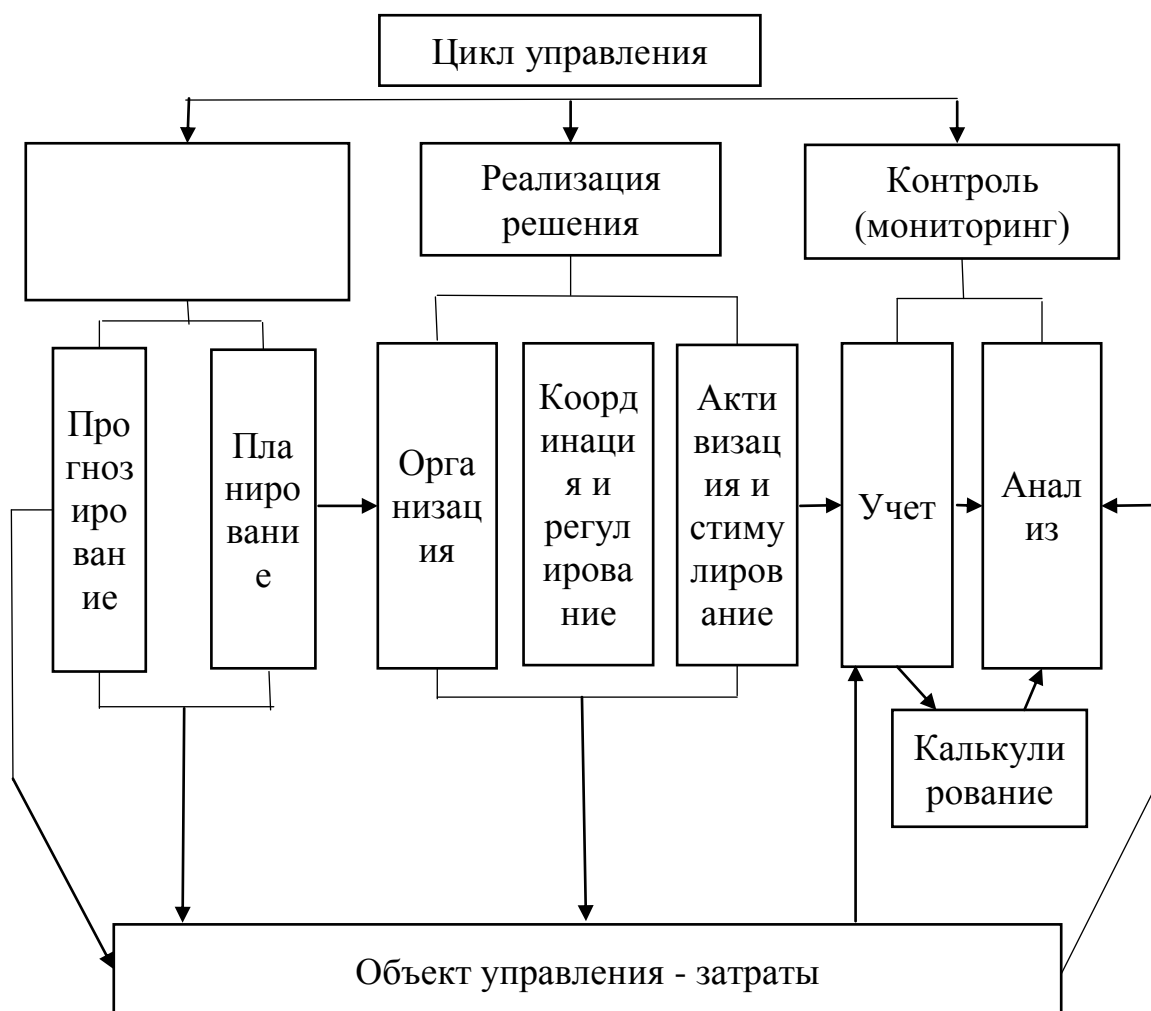 Цикл управления
Реализация
решения
Контроль
(мониторинг)
Про
гноз
иро
ван
ие
Пла
ниро
вани
е
Орга
низац
ия
Коорд
инаци
я и
регул
ирова
ние
Акти
визац
ия и
стиму
лиров
ание
Учет
Анал
из
Калькули
рование
Объект управления - затраты